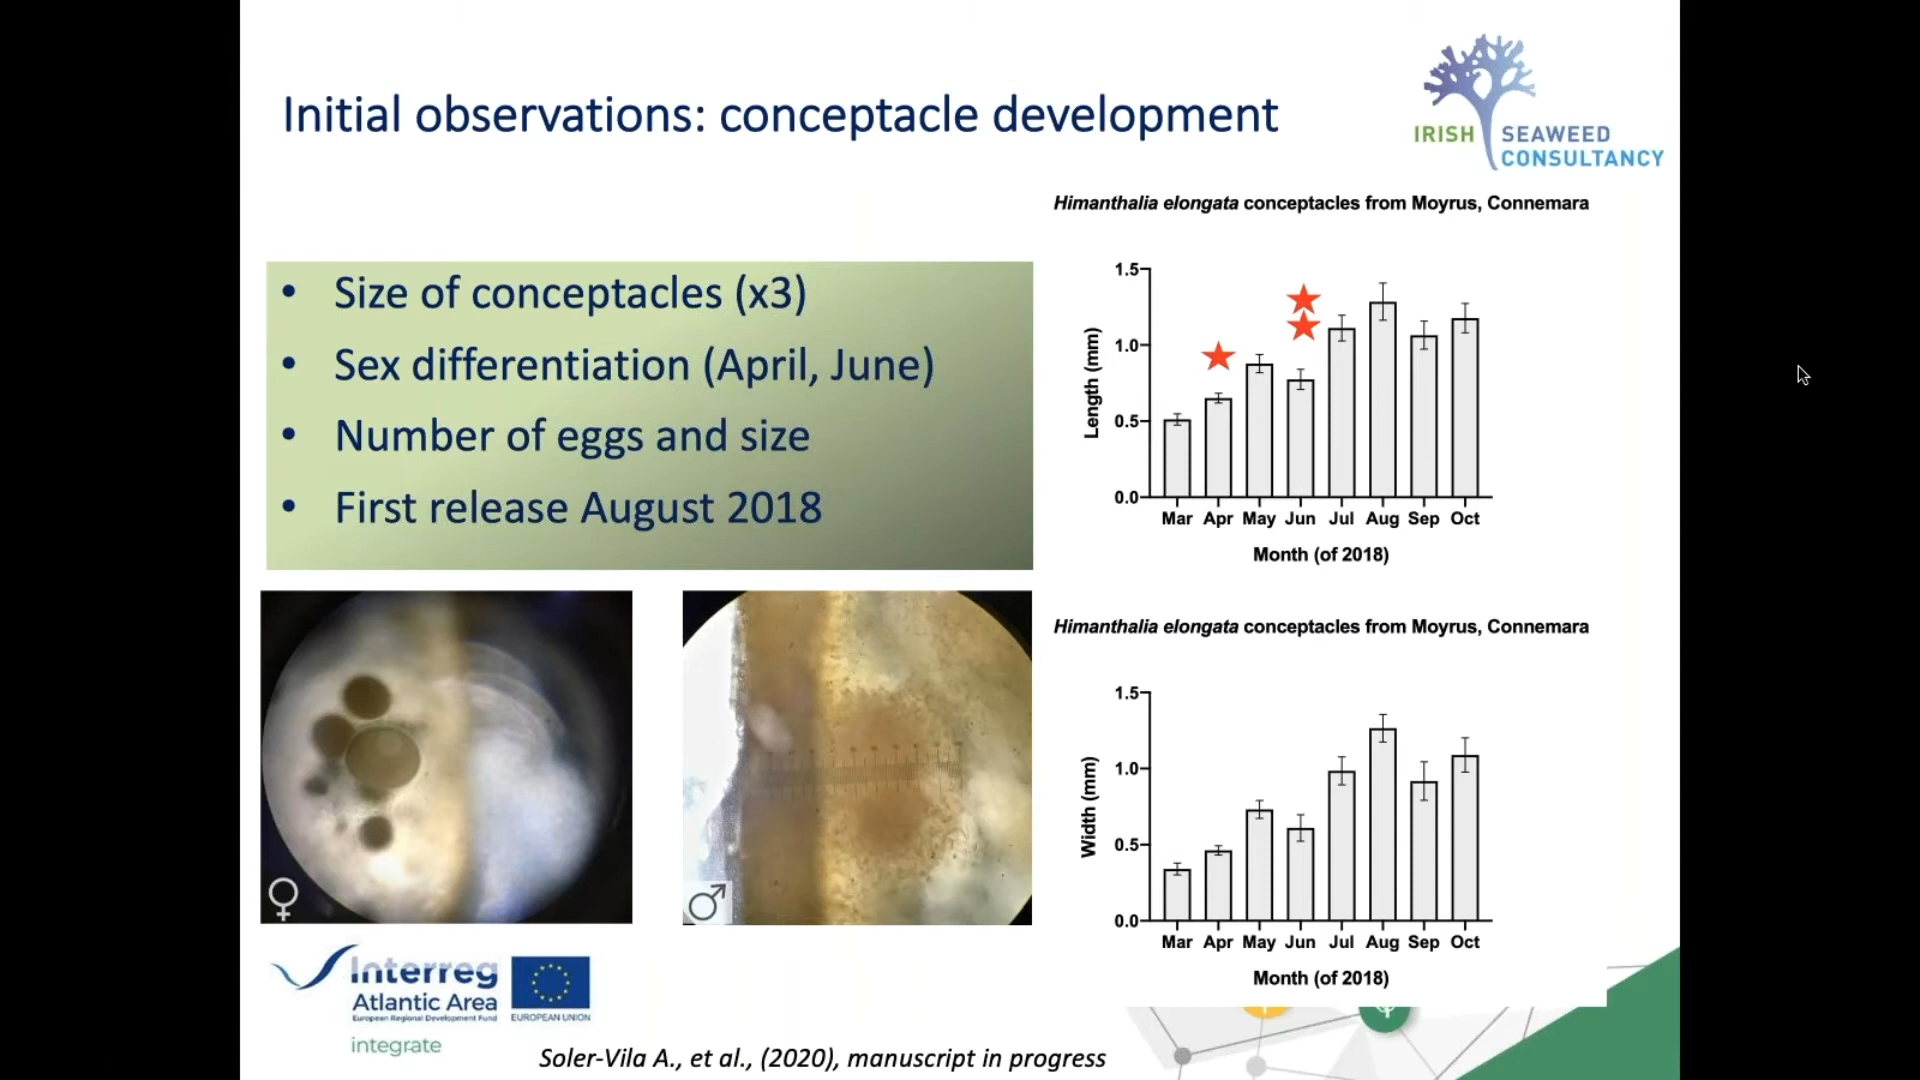 Initial observations: conceptacle development
IRISH SEAWEED
CONSULTANCY
• Size of conceptacles (x3)
• Sex differentiation (April, June)
• Number of eggs and size
• First release August 2018
♀
♂
Himanthalia elongata conceptacles from Moyrus, Connemara
Length (mm)
1.5
1.0
0.5
0.0
Mar Apr May Jun Jul Aug Sep Oct
Month (of 2018)
Himanthalia elongata conceptacles from Moyrus, Connemara
Width (mm)
1.5
1.0
0.5
0.0
Mar Apr May Jun Jul Aug Sep Oct
Month (of 2018)
Interreg
Atlantic Area
European Regional Development Fund
EUROPEAN UNION
integrate
Soler-Vila A., et al., (2020), manuscript in progress